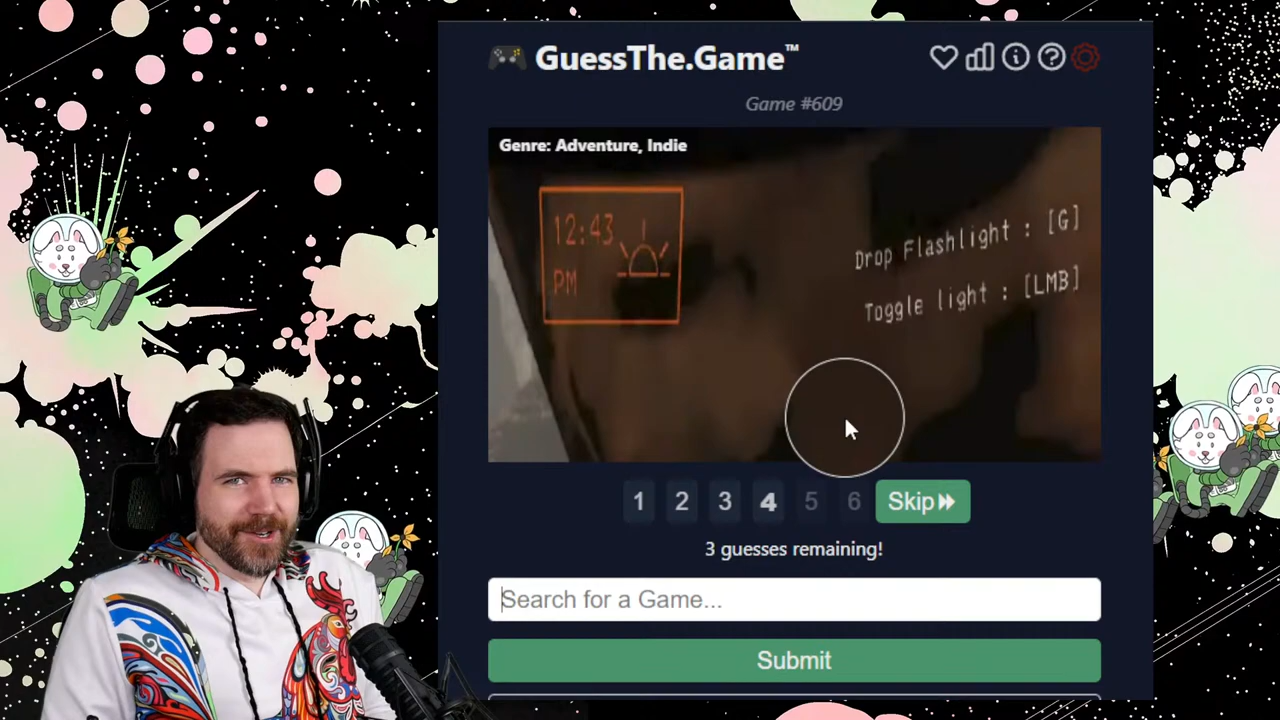 GuessThe.Game™
Game #609
Genre: Adventure, Indie
12:43
PM
Drop Flashlight : [G]
Toggle light : [LMB]
1 2 3 4 5 6 Skip
3 guesses remaining!
Search for a Game...
Submit